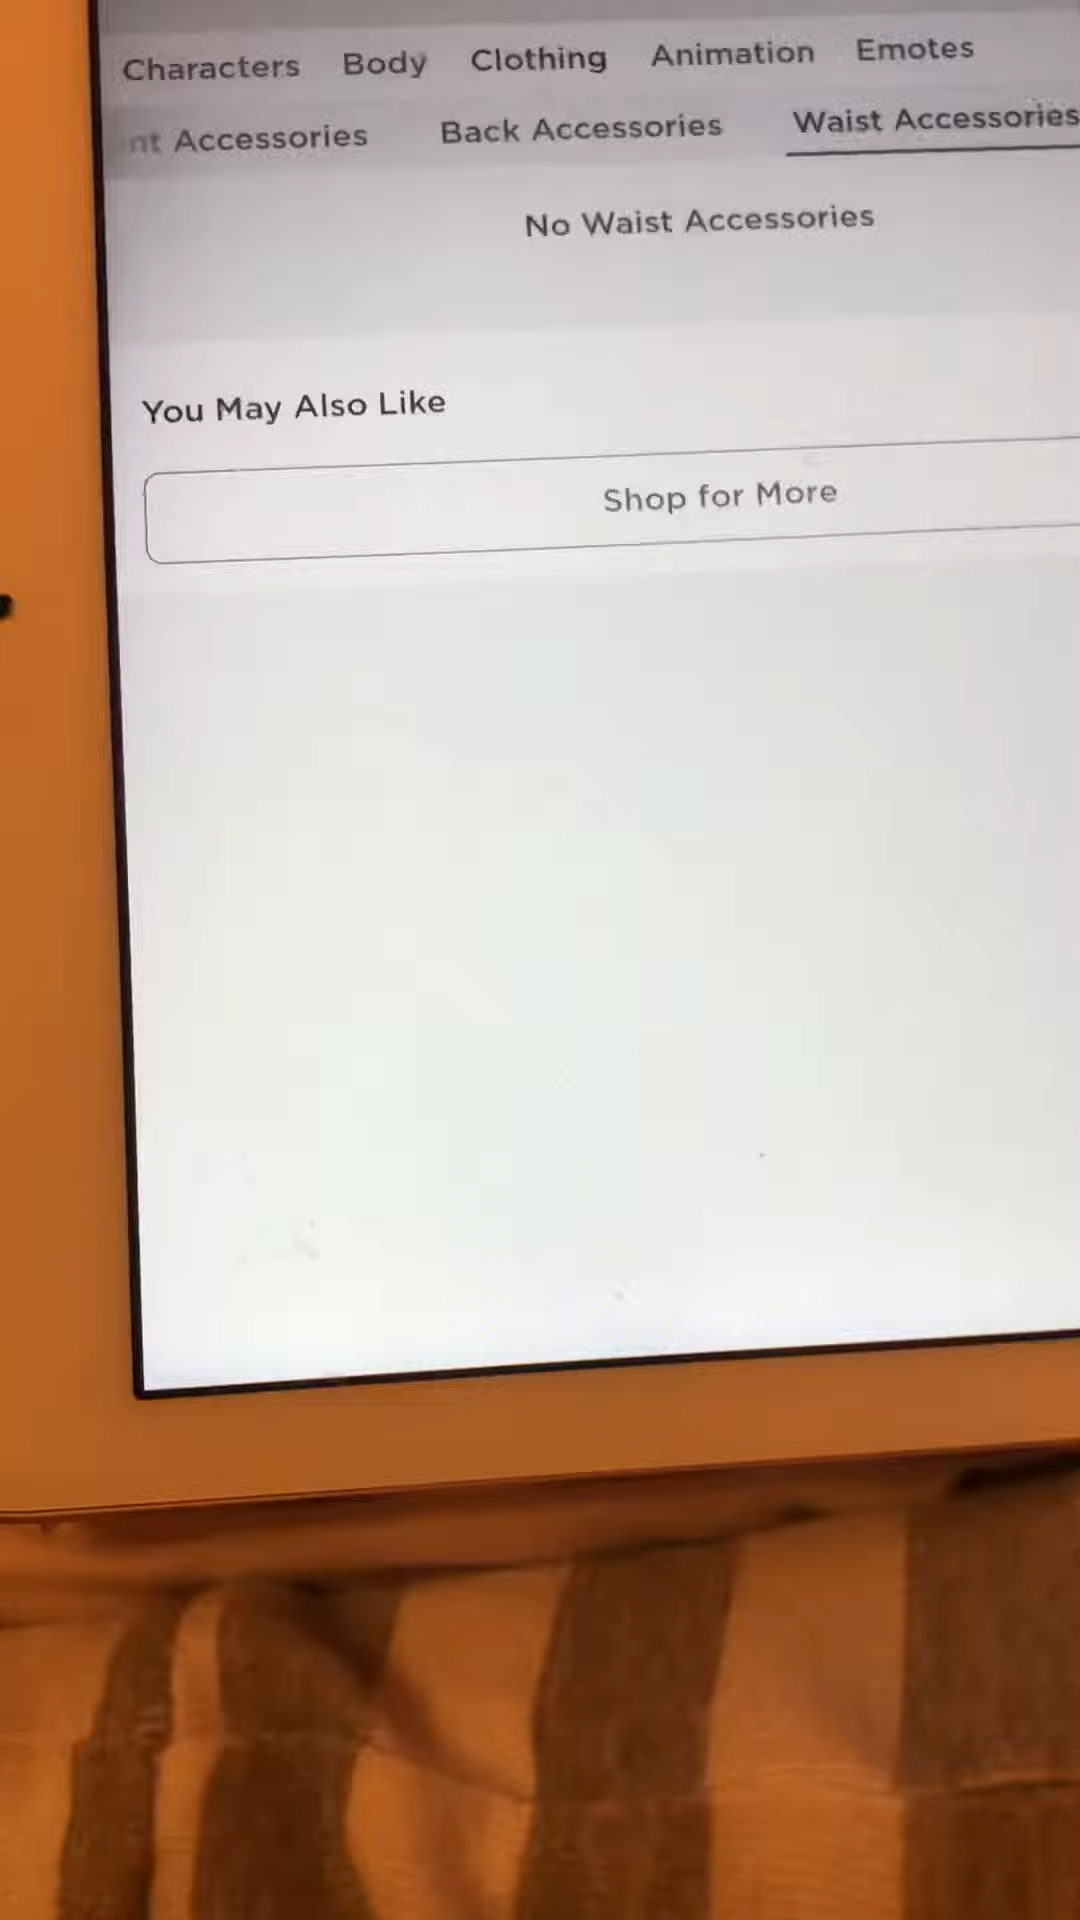 Characters Body Clothing Animation Emotes
nt Accessories Back Accessories Waist Accessories
No Waist Accessories
You May Also Like
Shop for More